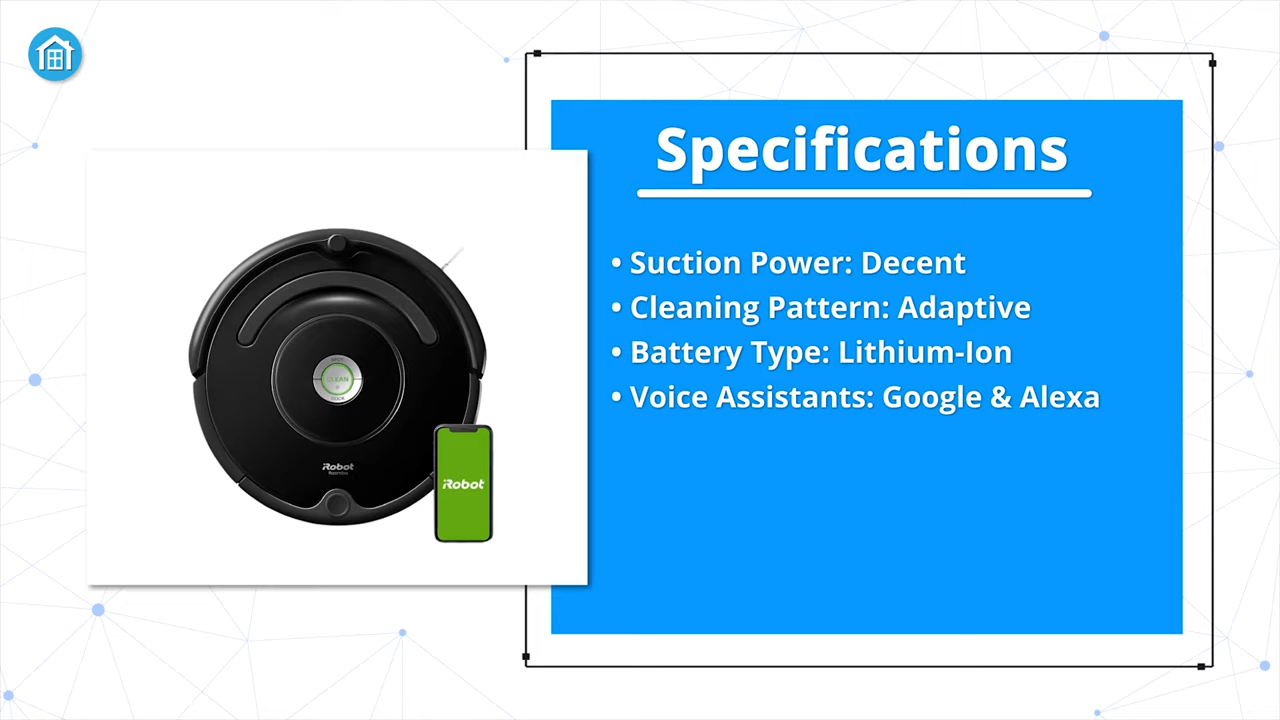 Specifications
• Suction Power: Decent
• Cleaning Pattern: Adaptive
• Battery Type: Lithium-Ion
• Voice Assistants: Google & Alexa
CLEAN
iRobot
Roomba
iRobot